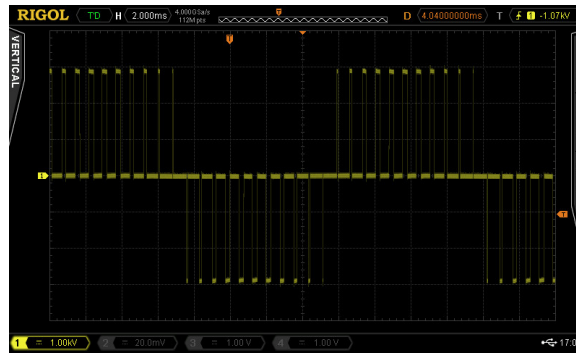 RIGOL T'D H 2.000ms 4.000GSa/s 112M pts D 4.04000000ms T 1 -1.07kV
VERTICAL
T
1
T
1 = 1.00kV 2 = 20.0mV 3 = 1.00 V 4 = 1.00 V 17:0